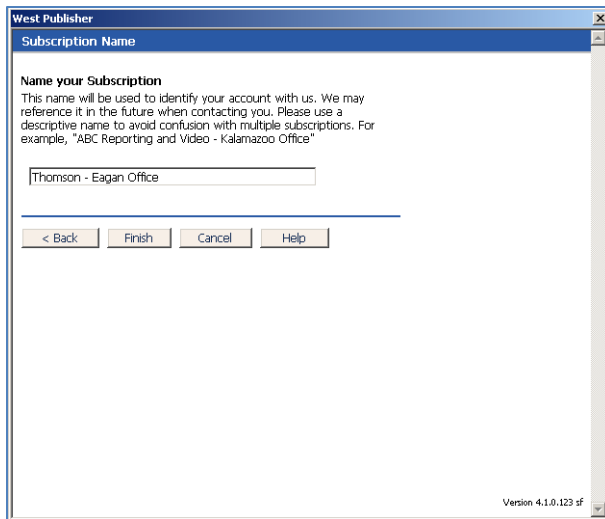 West Publisher
Subscription Name
Name your Subscription
This name will be used to identify your account with us. We may
reference it in the future when contacting you. Please use a
descriptive name to avoid confusion with multiple subscriptions. For
example, "ABC Reporting and Video - Kalamazoo Office"
Thomson - Eagan Office
< Back Finish Cancel Help
Version 4.1.0.123 sf